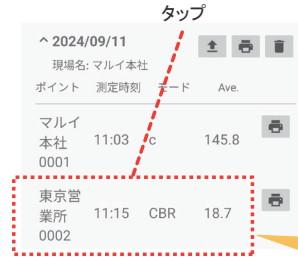 タップ
2024/09/11
現場名: マルイ本社
ポイント 測定時刻 モード Ave.
マルイ
本社
0001
11:03 c 145.8
東京営
業所
0002
11:15 CBR 18.7